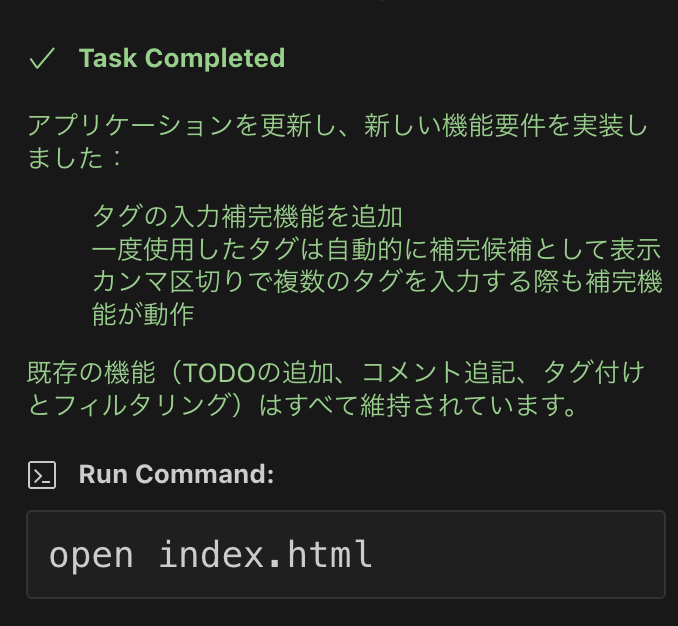 Task Completed
アプリケーションを更新し、新しい機能要件を実装し
ました：
タグの入力補完機能を追加
一度使用したタグは自動的に補完候補として表示
カンマ区切りで複数のタグを入力する際も補完機
能が動作
既存の機能（TODOの追加、コメント追記、タグ付け
とフィルタリング）はすべて維持されています。
Run Command:
open index.html